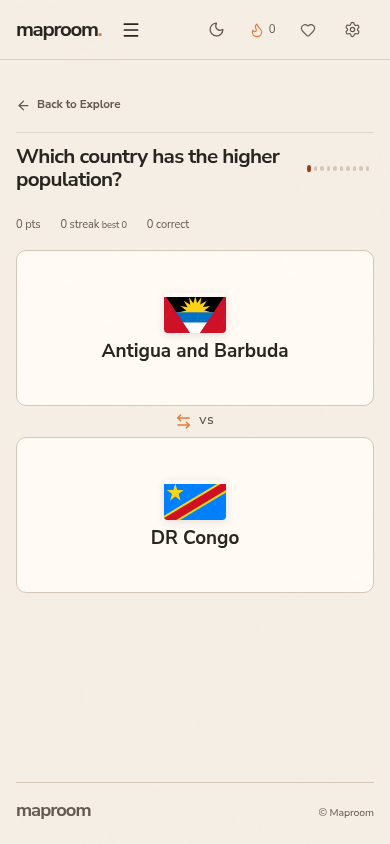 maproom.
0
Back to Explore
Which country has the higher
population?
0 pts
0 streak best 0
0 correct
Antigua and Barbuda
VS
DR Congo
maproom
© Maproom